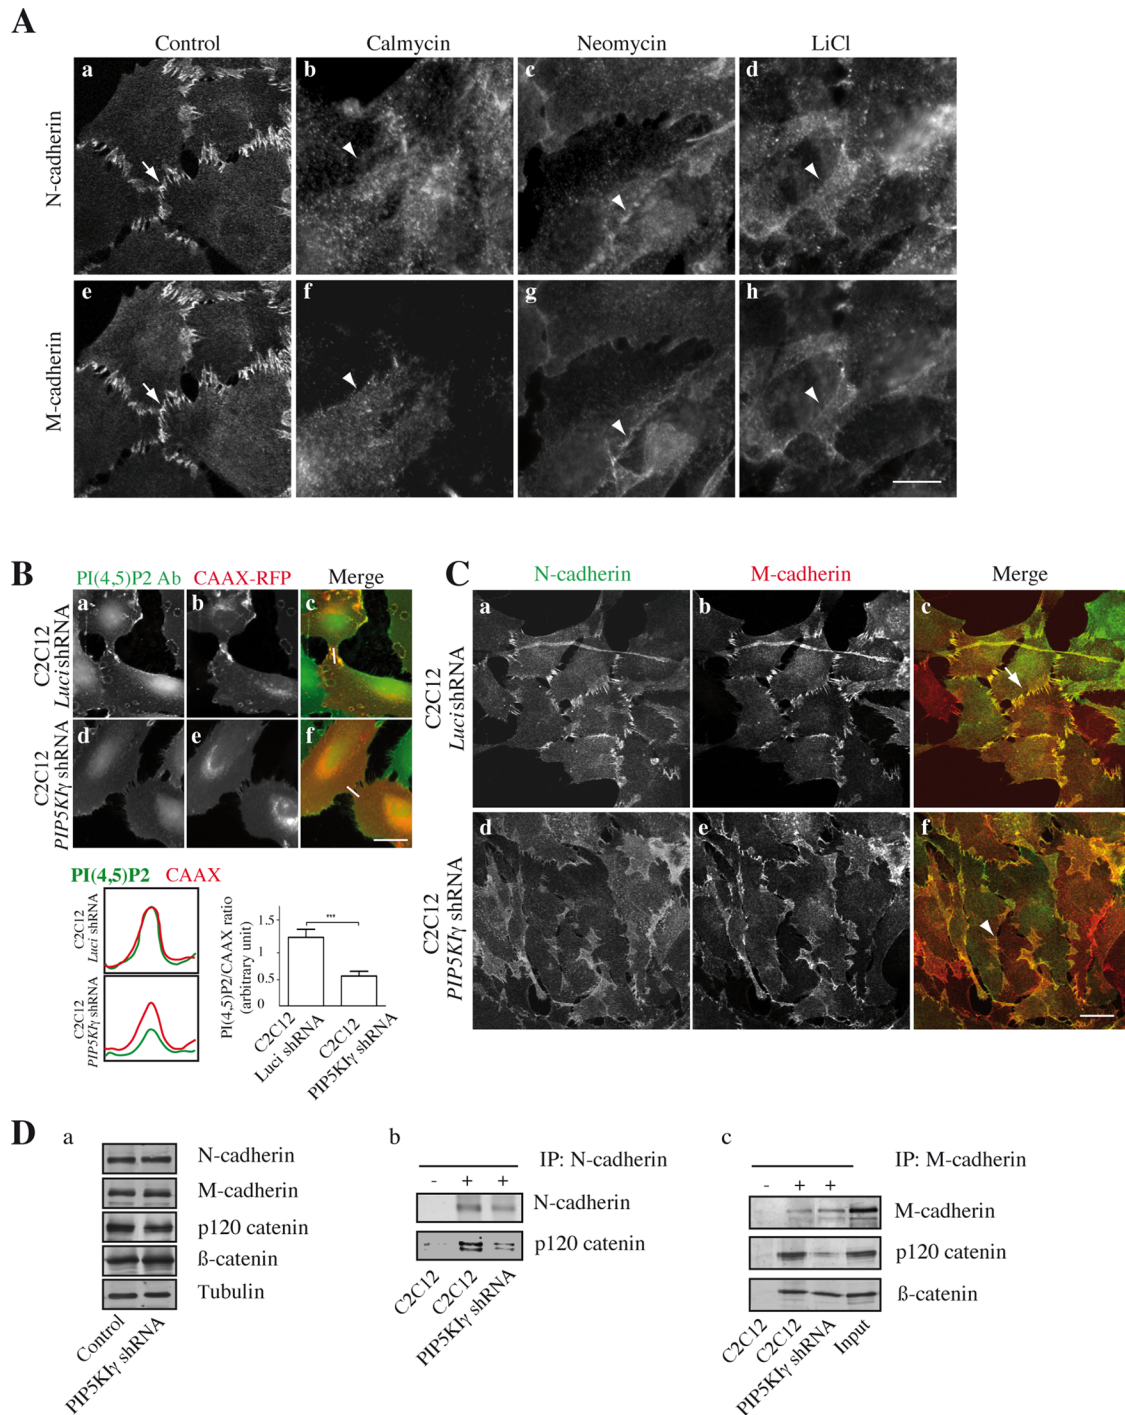 A
Control Calmycin Neomycin LiCl
N-cadherin
a b c d
M-cadherin
e f g h
B
PI(4,5)P2 Ab CAAX-RFP Merge
C2C12
Luci shRNA
a b c
C2C12
PIP5KIγ shRNA
d e f
PI(4,5)P2 CAAX
C2C12
Luci shRNA
C2C12
PIP5KIγ shRNA
PI(4.5)P2/CAAX ratio
(arbitrary unit)
1.5
1
0.5
0
***
C2C12
Luci shRNA
C2C12
PIP5KIγ shRNA
C
N-cadherin M-cadherin Merge
C2C12
Luci shRNA
a b c
C2C12
PIP5KIγ shRNA
d e f
D
a
N-cadherin
M-cadherin
p120 catenin
ß-catenin
Tubulin
Control
PIP5KIγ shRNA
b
IP: N-cadherin
- + +
N-cadherin
p120 catenin
C2C12
C2C12
PIP5KIγ shRNA
c
IP: M-cadherin
- + +
M-cadherin
p120 catenin
ß-catenin
C2C12
C2C12
PIP5KIγ shRNA
Input